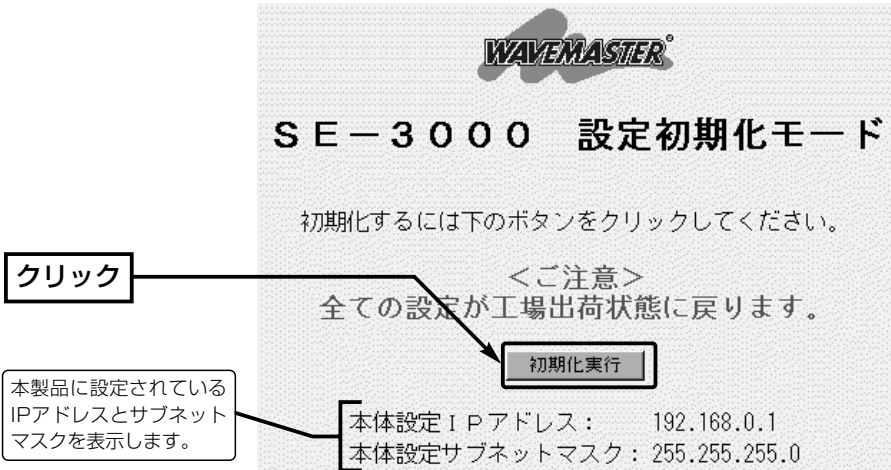 WAVEMASTER®
ＳＥ－３０００　設定初期化モード
初期化するには下のボタンをクリックしてください。
クリック
＜ご注意＞
全ての設定が工場出荷状態に戻ります。
初期化実行
本製品に設定されている
IPアドレスとサブネット
マスクを表示します。
本体設定ＩＰアドレス： 192.168.0.1
本体設定サブネットマスク：255.255.255.0